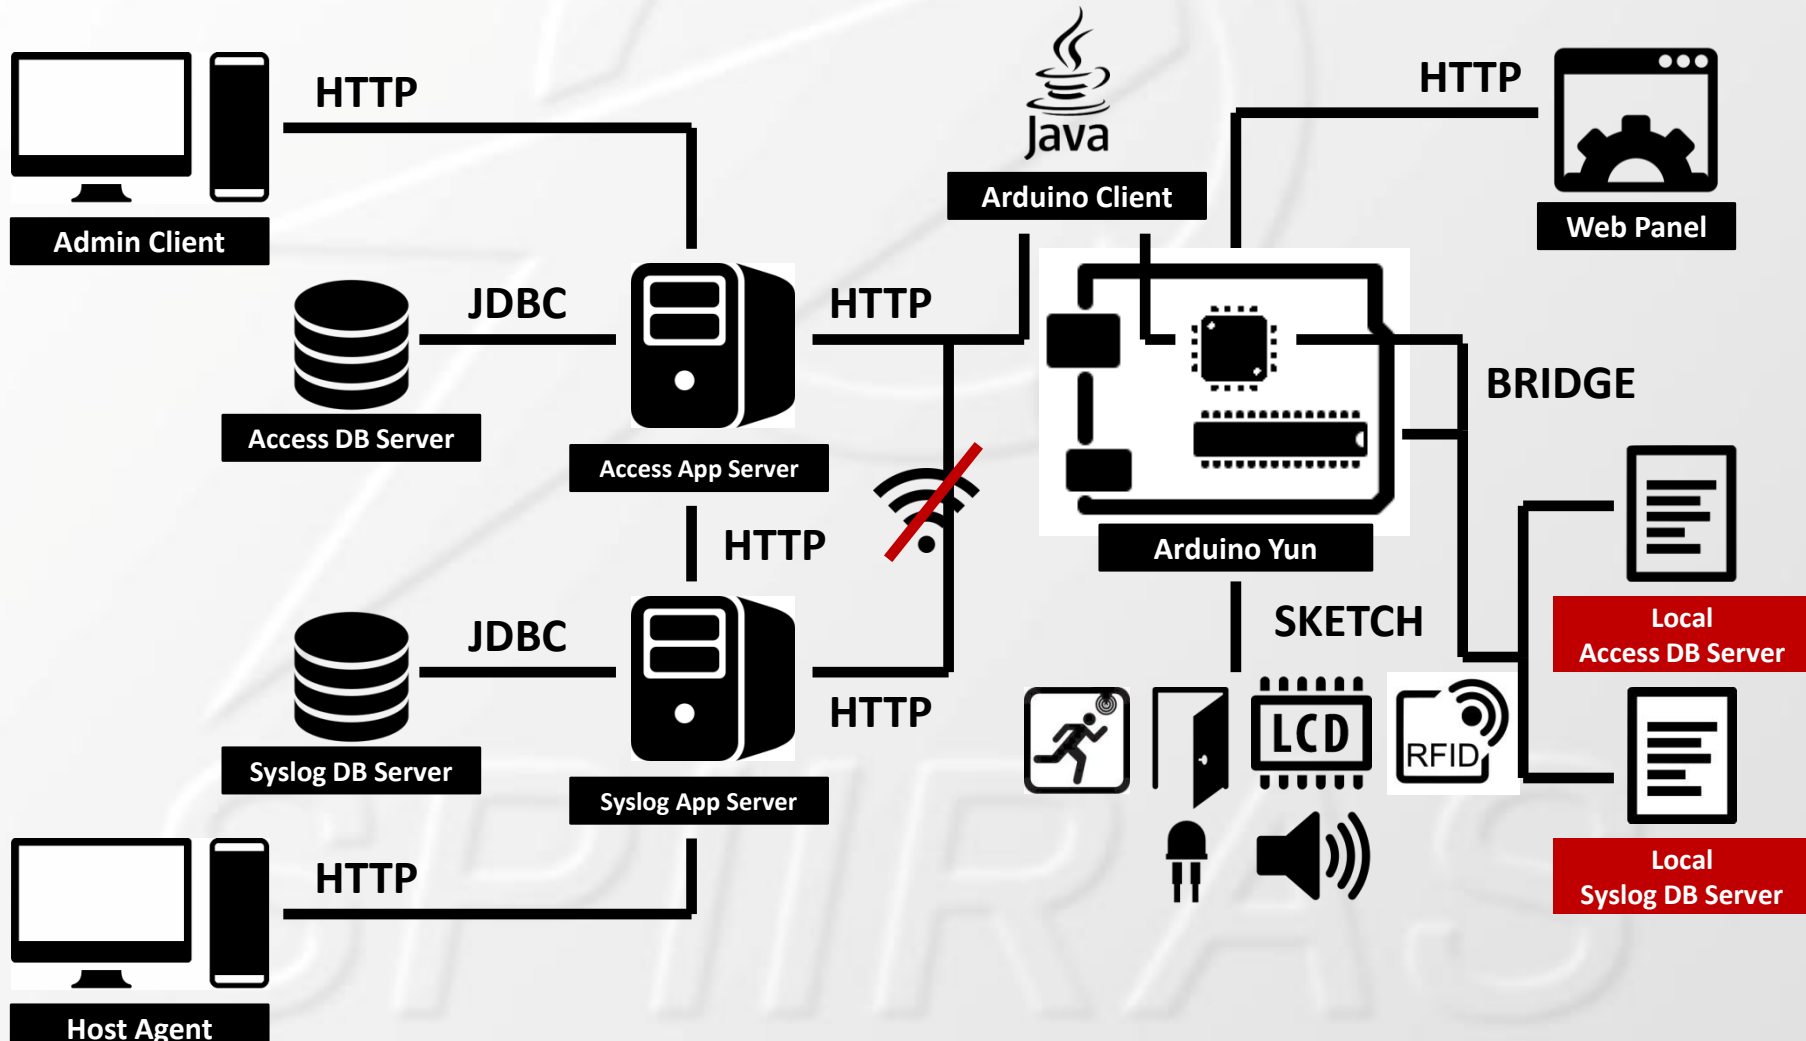 HTTP
Java
HTTP
Admin Client
Arduino Client
Web Panel
JDBC
HTTP
BRIDGE
Access DB Server
Access App Server
HTTP
Arduino Yun
SKETCH
Local
Access DB Server
JDBC
HTTP
LCD
RFID
Syslog DB Server
Syslog App Server
HTTP
Local
Syslog DB Server
Host Agent
SPIIRAS